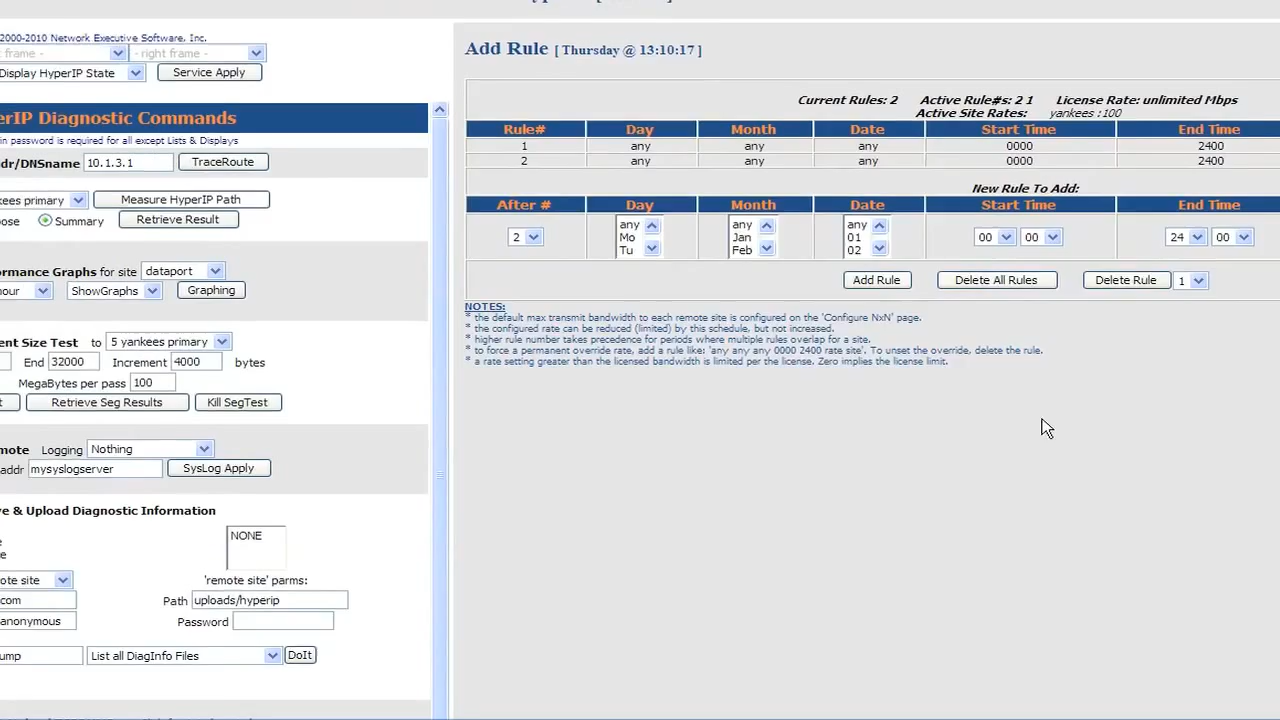 2000-2010 Network Executive Software, Inc.
frame - - right frame -
Display HyperIP State Service Apply
erIP Diagnostic Commands
in password is required for all except Lists & Displays
ddr/DNSname 10.1.3.1 TraceRoute
kees primary Measure HyperIP Path
ose Summary Retrieve Result
ormance Graphs for site dataport
our ShowGraphs Graphing
ent Size Test to 5 yankees primary
End 32000 Increment 4000 bytes
MegaBytes per pass 100
t Retrieve Seg Results Kill SegTest
mote Logging Nothing
addr mysyslogserver SysLog Apply
ve & Upload Diagnostic Information
e NONE
e
ote site 'remote site' parms:
com Path uploads/hyperip
anonymous Password
ump List all DiagInfo Files DoIt
Add Rule [ Thursday @ 13:10:17 ]
Current Rules: 2 Active Rule#s: 2 1 License Rate: unlimited Mbps
Active Site Rates: yankees :100
Rule# Day Month Date Start Time End Time
1 any any any 0000 2400
2 any any any 0000 2400
New Rule To Add:
After # Day Month Date Start Time End Time
2 any Mo Tu any Jan Feb any 01 02 00 00 24 00
Add Rule Delete All Rules Delete Rule 1
NOTES:
* the default max transmit bandwidth to each remote site is configured on the 'Configure NxN' page.
* the configured rate can be reduced (limited) by this schedule, but not increased.
* higher rule number takes precedence for periods where multiple rules overlap for a site.
* to force a permanent override rate, add a rule like: 'any any any 0000 2400 rate site'. To unset the override, delete the rule.
* a rate setting greater than the licensed bandwidth is limited per the license. Zero implies the license limit.